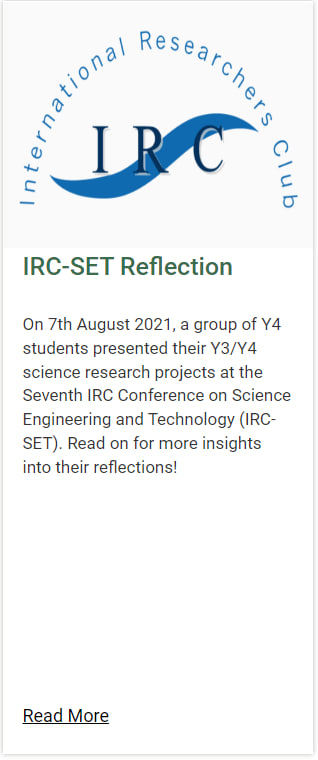 International Researchers Club
IRC
IRC-SET Reflection
On 7th August 2021, a group of Y4
students presented their Y3/Y4
science research projects at the
Seventh IRC Conference on Science
Engineering and Technology (IRC-
SET). Read on for more insights
into their reflections!
Read More